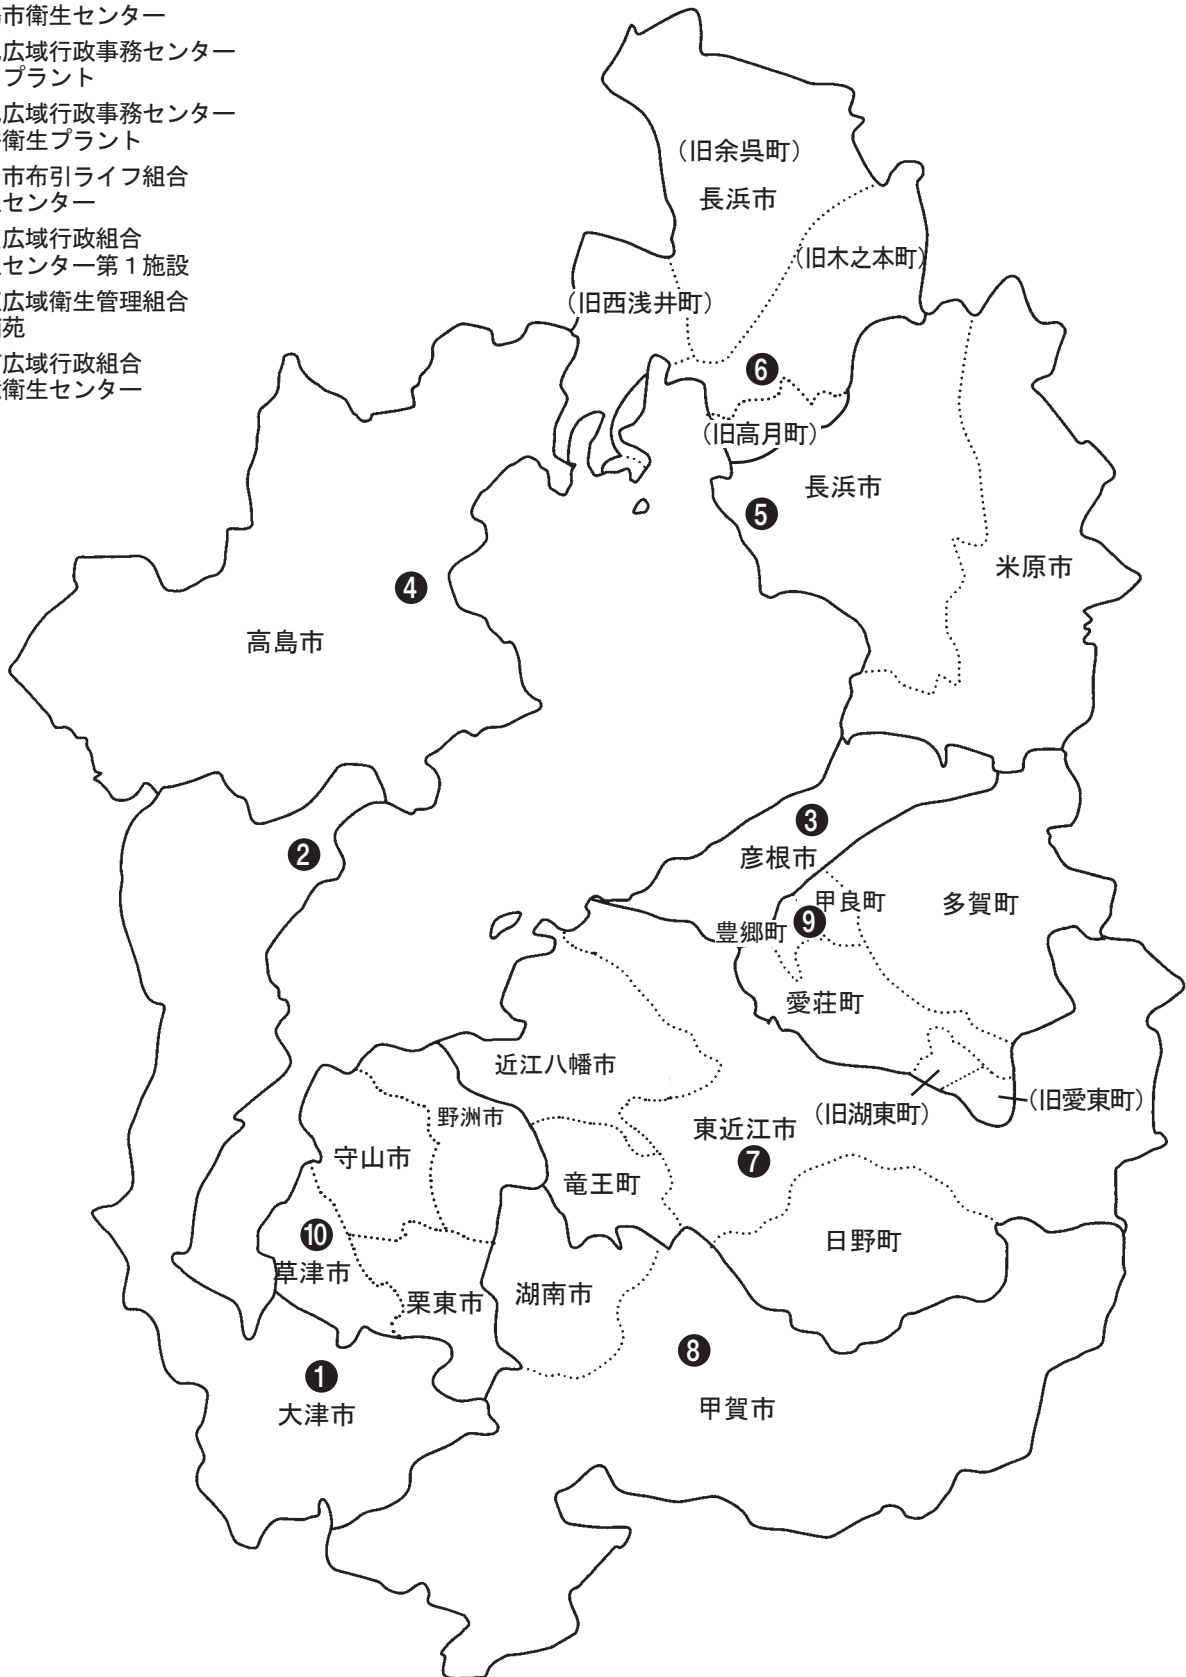 市衛生センター
広域行政事務センター
プラント
広域行政事務センター
衛生プラント
市布引ライフ組合
センター
広域行政組合
センター第1施設
広域衛生管理組合
苑
広域行政組合
衛生センター
(旧余呉町)
長浜市
(旧木之本町)
(旧西浅井町)
❻
(旧高月町)
長浜市
❺
米原市
❹
高島市
❸
彦根市
❷
甲良町
多賀町
❾
豊郷町
愛荘町
近江八幡市
(旧愛東町)
(旧湖東町)
野洲市
東近江市
守山市
❼
竜王町
❿
日野町
草津市
湖南市
栗東市
❽
❶
甲賀市
大津市